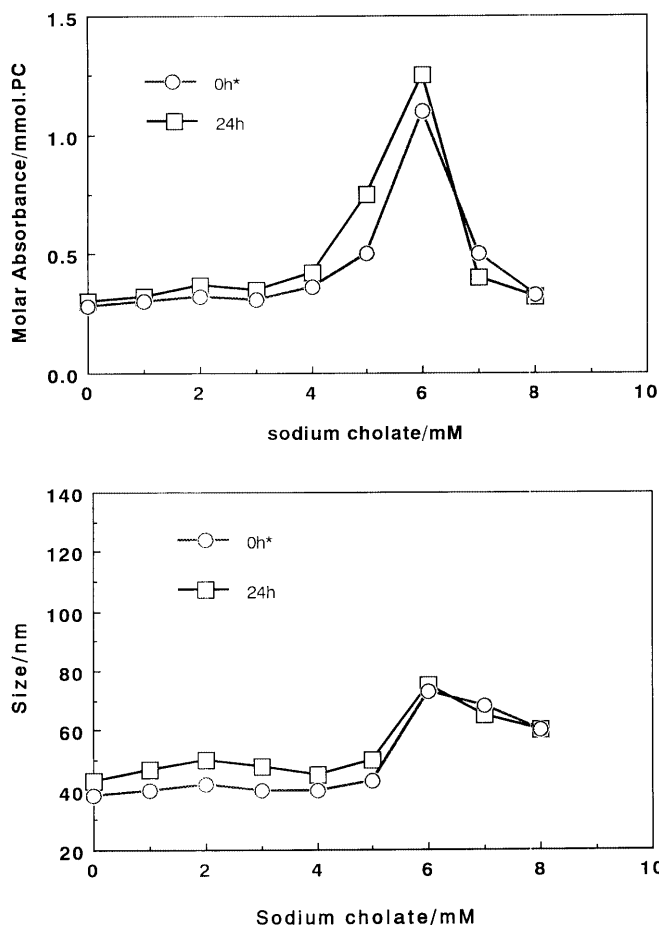 1.5
1.0
0.5
0.0
Molar Absorbance/mmol.PC
0h*
24h
0 2 4 6 8 10
sodium cholate/mM
140
120
100
80
60
40
20
Size/nm
0h*
24h
0 2 4 6 8 10
Sodium cholate/mM